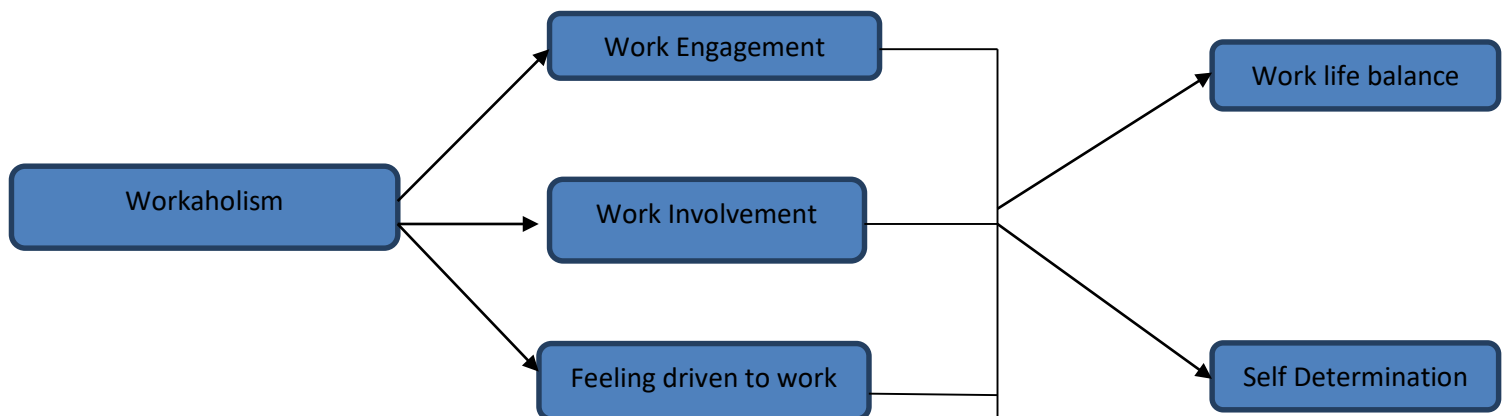 Work Engagement
Work life balance
Workaholism
Work Involvement
Feeling driven to work
Self Determination